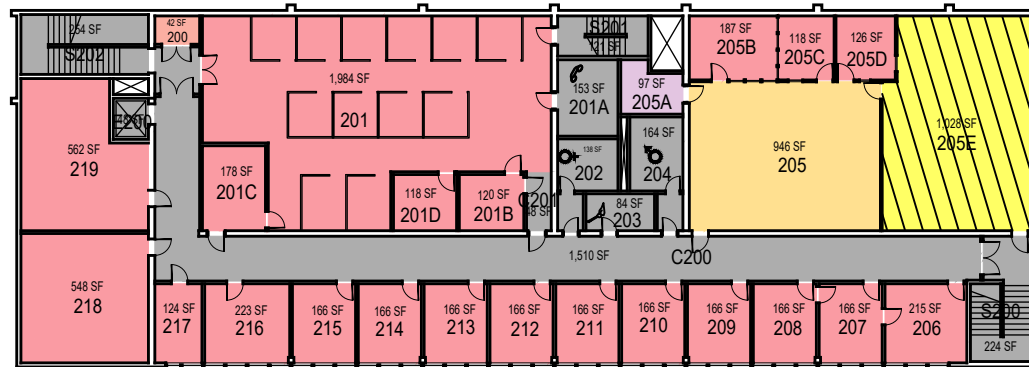 254 SF
S202
42 SF
200
1,984 SF
201
S201
121 SF
153 SF
201A
97 SF
205A
187 SF
205B
118 SF
205C
126 SF
205D
1,028 SF
205E
562 SF
219
E200
178 SF
201C
118 SF
201D
120 SF
201B
C201
48 SF
138 SF
202
164 SF
204
84 SF
203
946 SF
205
1,510 SF
C200
548 SF
218
124 SF
217
223 SF
216
166 SF
215
166 SF
214
166 SF
213
166 SF
212
166 SF
211
166 SF
210
166 SF
209
166 SF
208
166 SF
207
215 SF
206
S200
224 SF